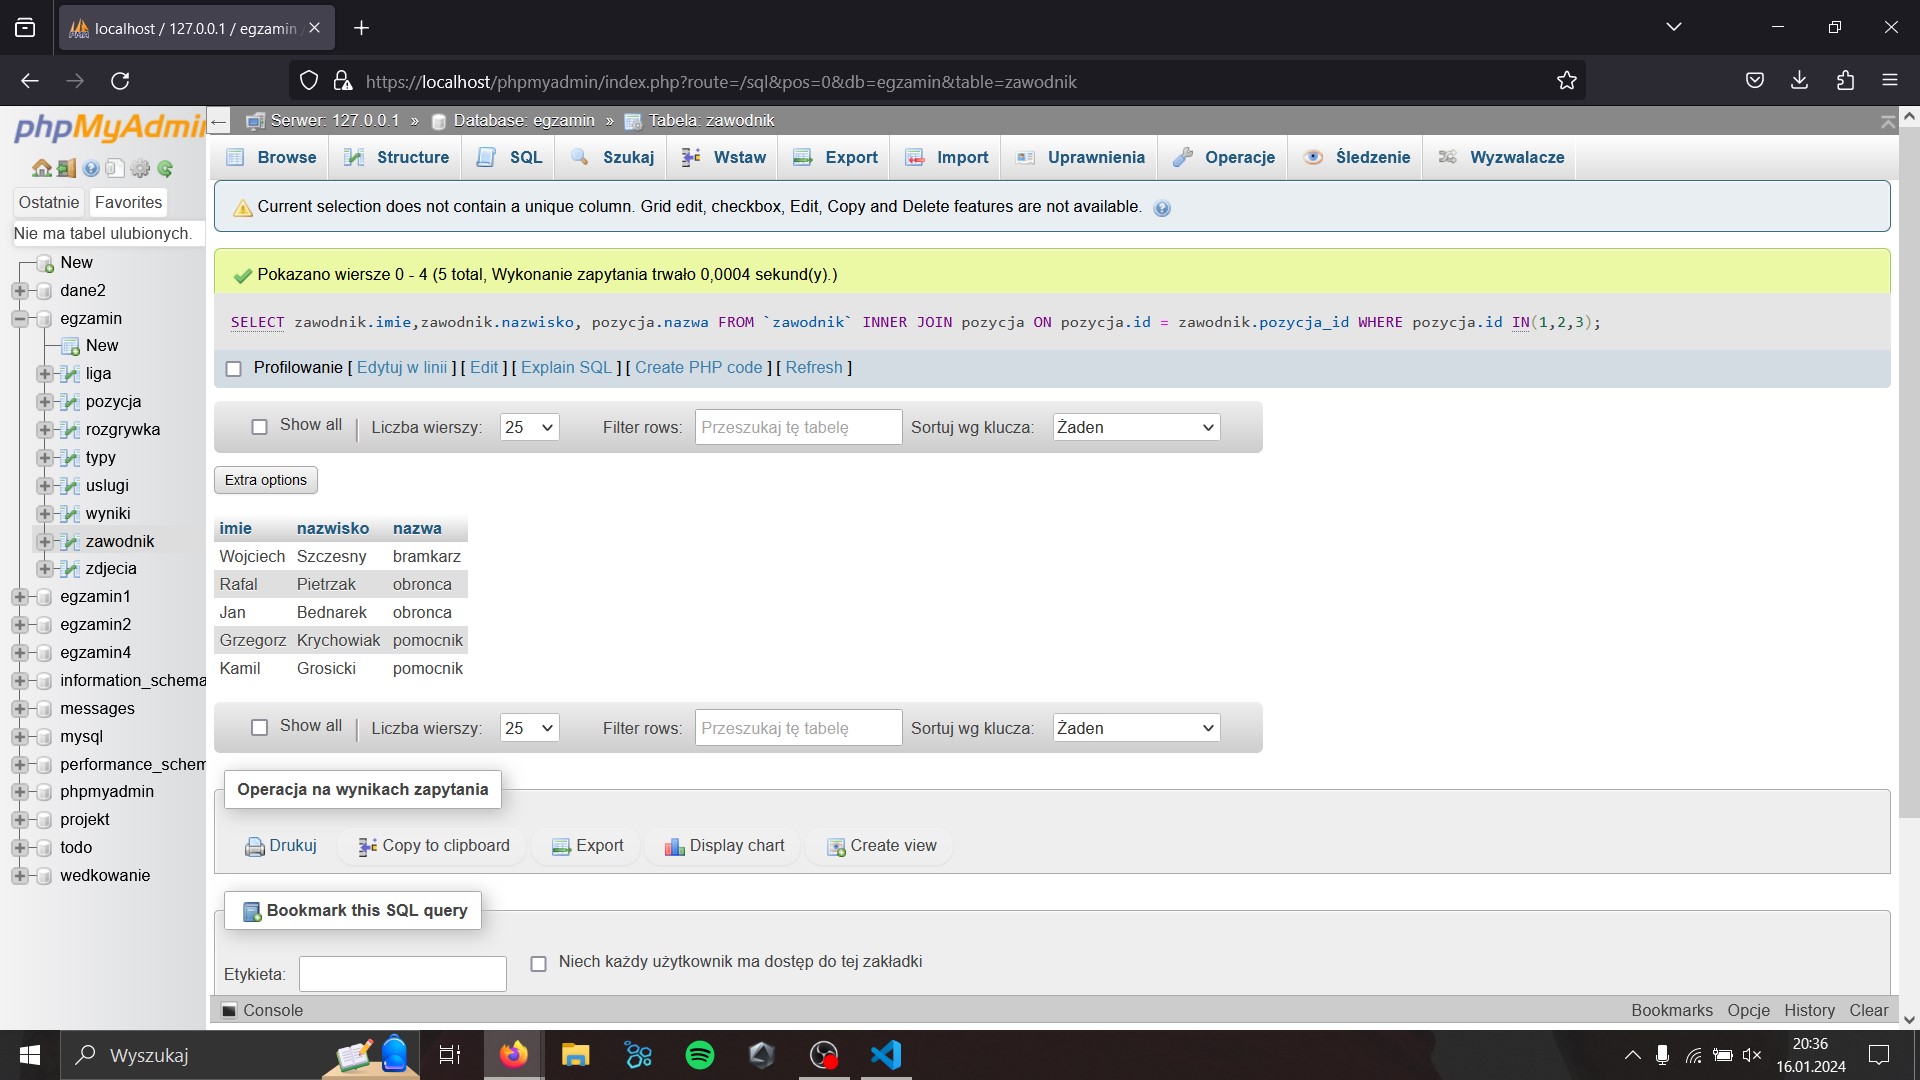 localhost / 127.0.0.1 / egzamin
https://localhost/phpmyadmin/index.php?route=/sql&pos=0&db=egzamin&table=zawodnik
phpMyAdmin
Ostatnie Favorites
Nie ma tabel ulubionych.
New
dane2
egzamin
New
liga
pozycja
rozgrywka
typy
uslugi
wyniki
zawodnik
zdjecia
egzamin1
egzamin2
egzamin4
information_schema
messages
mysql
performance_schem
phpmyadmin
projekt
todo
wedkowanie
Serwer: 127.0.0.1 » Database: egzamin » Tabela: zawodnik
Browse Structure SQL Szukaj Wstaw Export Import Uprawnienia Operacje Śledzenie Wyzwalacze
Current selection does not contain a unique column. Grid edit, checkbox, Edit, Copy and Delete features are not available.
Pokazano wiersze 0 - 4 (5 total, Wykonanie zapytania trwało 0,0004 sekund(y).)
SELECT zawodnik.imie,zawodnik.nazwisko, pozycja.nazwa FROM `zawodnik` INNER JOIN pozycja ON pozycja.id = zawodnik.pozycja_id WHERE pozycja.id IN(1,2,3);
Profilowanie [ Edytuj w linii ] [ Edit ] [ Explain SQL ] [ Create PHP code ] [ Refresh ]
Show all Liczba wierszy: 25 Filter rows: Przeszukaj tę tabelę Sortuj wg klucza: Żaden
Extra options
imie nazwisko nazwa
Wojciech Szczesny bramkarz
Rafal Pietrzak obronca
Jan Bednarek obronca
Grzegorz Krychowiak pomocnik
Kamil Grosicki pomocnik
Show all Liczba wierszy: 25 Filter rows: Przeszukaj tę tabelę Sortuj wg klucza: Żaden
Operacja na wynikach zapytania
Drukuj Copy to clipboard Export Display chart Create view
Bookmark this SQL query
Etykieta: Niech każdy użytkownik ma dostęp do tej zakładki
Console Bookmarks Opcje History Clear
Wyszukaj
20:36
16.01.2024